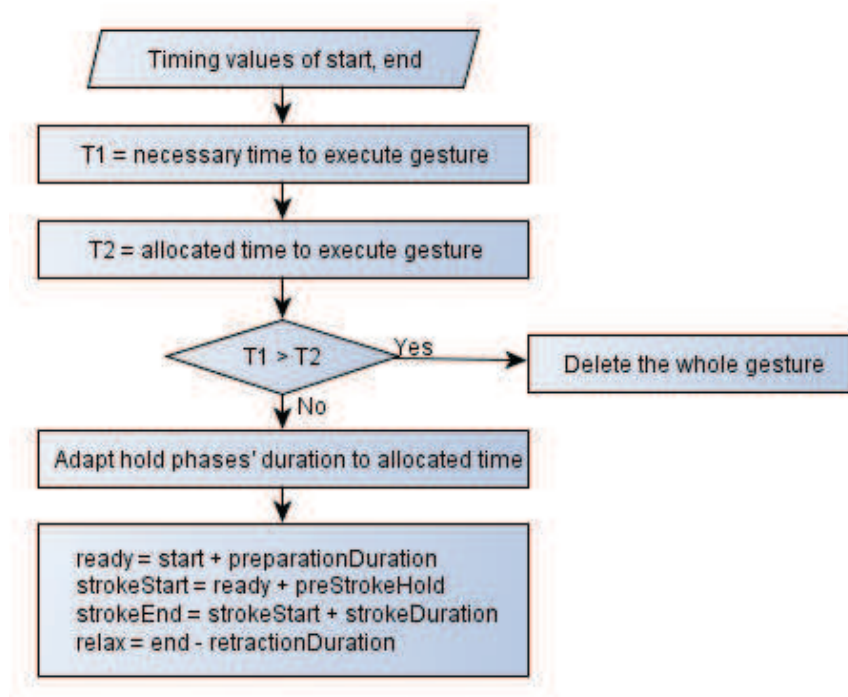 Timing values of start, end
T1 = necessary time to execute gesture
T2 = allocated time to execute gesture
T1 > T2
Yes
Delete the whole gesture
No
Adapt hold phases' duration to allocated time
ready = start + preparationDuration
strokeStart = ready + preStrokeHold
strokeEnd = strokeStart + strokeDuration
relax = end - retractionDuration